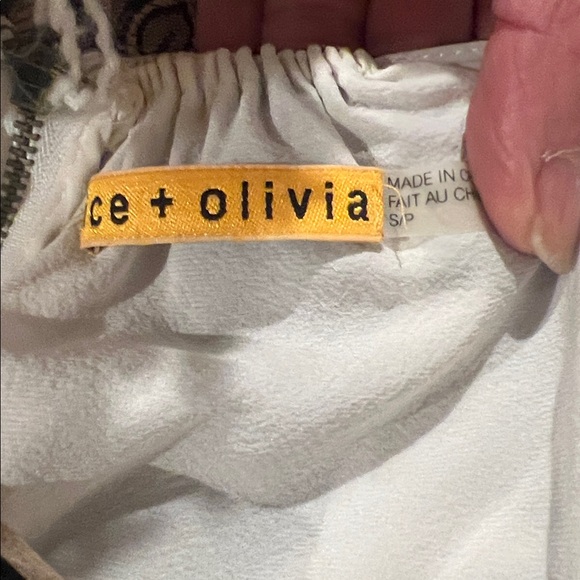 ce + olivia
MADE IN C
FAIT AU CH
S/P